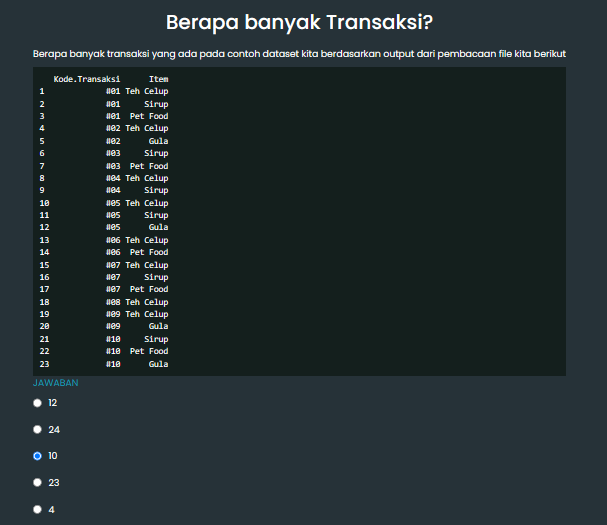 Berapa banyak Transaksi?
Berapa banyak transaksi yang ada pada contoh dataset kita berdasarkan output dari pembacaan file kita berikut
Kode.Transaksi Item
1 #01 Teh Celup
2 #01 Sirup
3 #01 Pet Food
4 #02 Teh Celup
5 #02 Gula
6 #03 Sirup
7 #03 Pet Food
8 #04 Teh Celup
9 #04 Sirup
10 #05 Teh Celup
11 #05 Sirup
12 #05 Gula
13 #06 Teh Celup
14 #06 Pet Food
15 #07 Teh Celup
16 #07 Sirup
17 #07 Pet Food
18 #08 Teh Celup
19 #09 Teh Celup
20 #09 Gula
21 #10 Sirup
22 #10 Pet Food
23 #10 Gula
JAWABAN
12
24
10
23
4